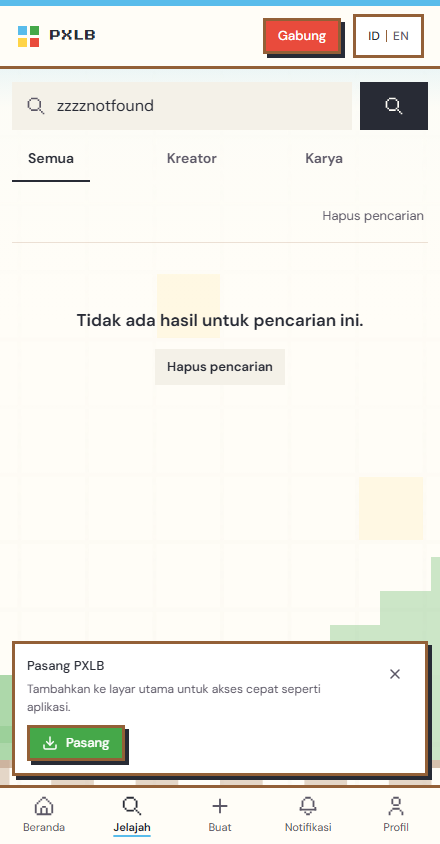 PXLB
Gabung
ID | EN
zzzznotfound
Semua
Kreator
Karya
Hapus pencarian
Tidak ada hasil untuk pencarian ini.
Hapus pencarian
Pasang PXLB
Tambahkan ke layar utama untuk akses cepat seperti
aplikasi.
Pasang
Beranda
Jelajah
Buat
Notifikasi
Profil